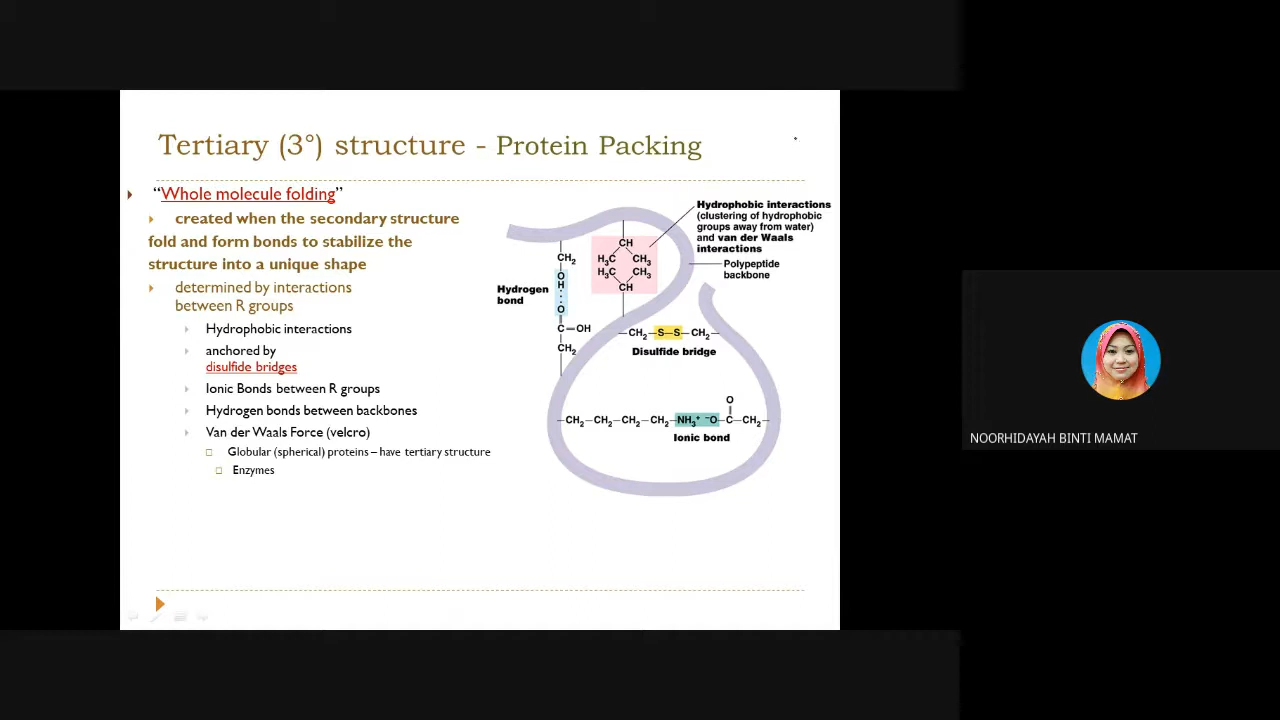 Tertiary (3°) structure - Protein Packing
“Whole molecule folding”
created when the secondary structure
fold and form bonds to stabilize the
structure into a unique shape
determined by interactions
between R groups
Hydrophobic interactions
anchored by
disulfide bridges
Ionic Bonds between R groups
Hydrogen bonds between backbones
Van der Waals Force (velcro)
Globular (spherical) proteins – have tertiary structure
Enzymes
Hydrophobic interactions
(clustering of hydrophobic
groups away from water)
and van der Waals
interactions
Polypeptide
backbone
Hydrogen
bond
CH₂
O
H
O
C=OH
CH₂
CH
H₃C CH₃
H₃C CH₃
CH
—CH₂—S—S—CH₂—
Disulfide bridge
O
—CH₂—CH₂—CH₂—CH₂—NH₃⁺ ⁻O—C—CH₂—
Ionic bond
NOORHIDAYAH BINTI MAMAT